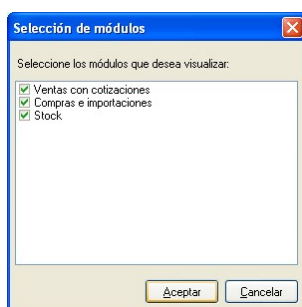 Selección de módulos
Seleccione los módulos que desea visualizar:
Ventas con cotizaciones
Compras e importaciones
Stock
Aceptar Cancelar